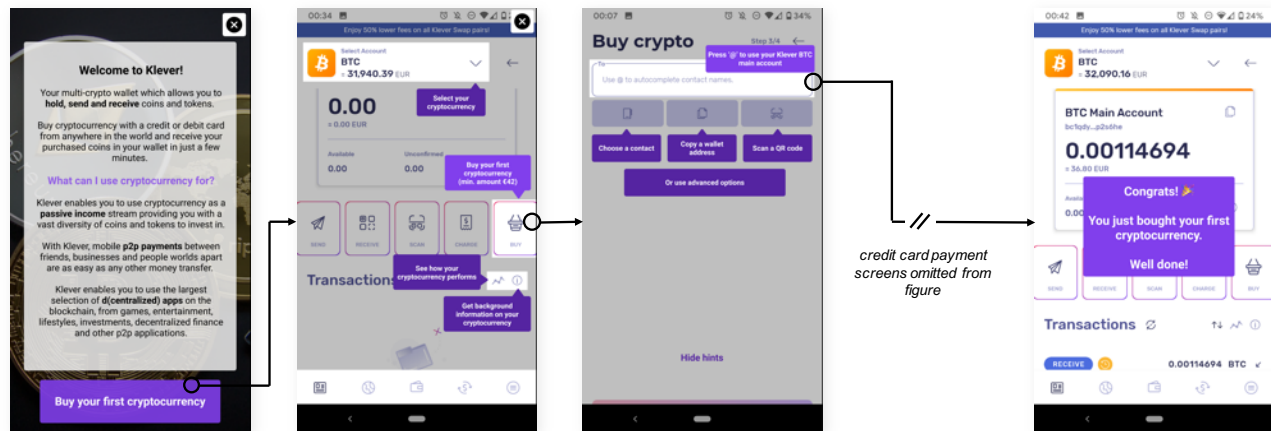 Welcome to Klever!
Your multi-crypto wallet which allows you to
hold, send and receive coins and tokens.
Buy cryptocurrency with a credit or debit card
from anywhere in the world and receive your
purchased coins in your wallet in just a few
minutes.
What can I use cryptocurrency for?
Klever enables you to use cryptocurrency as a
passive income stream providing you with a
vast diversity of coins and tokens to invest in.
With Klever, mobile p2p payments between
friends, businesses and people worlds apart
are as easy as any other money transfer.
Klever enables you to use the largest
selection of d(centralized) apps on the
blockchain, from games, entertainment,
lifestyles, investments, decentralized finance
and other p2p applications.
Buy your first cryptocurrency
00:34
Enjoy 50% lower fees on all Klever Swap pairs!
Select Account
BTC
≈ 31,940.39 EUR
Select your
cryptocurrency
0.00
≈ 0.00 EUR
Available
Unconfirmed
0.00
0.00
Buy your first
cryptocurrency
(min. amount €42)
SEND
RECEIVE
SCAN
CHARGE
BUY
See how your
cryptocurrency performs
Transactions
Get background
information on your
cryptocurrency
00:07
34%
Buy crypto
Step 3/4
Press '@' to use your Klever BTC
main account
To
Use @ to autocomplete contact names.
Choose a contact
Copy a wallet
address
Scan a QR code
Or use advanced options
Hide hints
credit card payment
screens omitted from
figure
00:42
24%
Enjoy 50% lower fees on all Klever Swap pairs!
Select Account
BTC
≈ 32,090.16 EUR
BTC Main Account
bc1qdy...p2s6he
0.00114694
≈ 36.80 EUR
Congrats! 🎉
You just bought your first
cryptocurrency.
Well done!
SEND
RECEIVE
SCAN
CHARGE
BUY
Transactions
RECEIVE
0.00114694 BTC